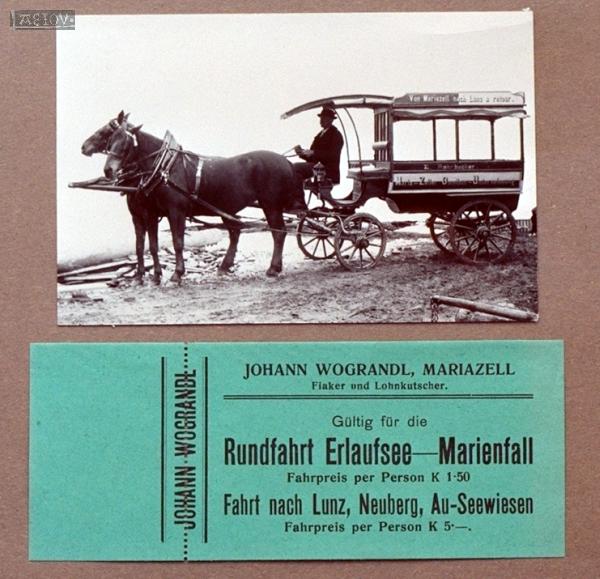 Von Mariazell nach Lunz u retour.
JOHANN WOGRANDL
JOHANN WOGRANDL, MARIAZELL
Fiaker und Lohnkutscher.
Gültig für die
Rundfahrt Erlaufsee—Marienfall
Fahrpreis per Person K 1·50
Fahrt nach Lunz, Neuberg, Au-Seewiesen
Fahrpreis per Person K 5·—.